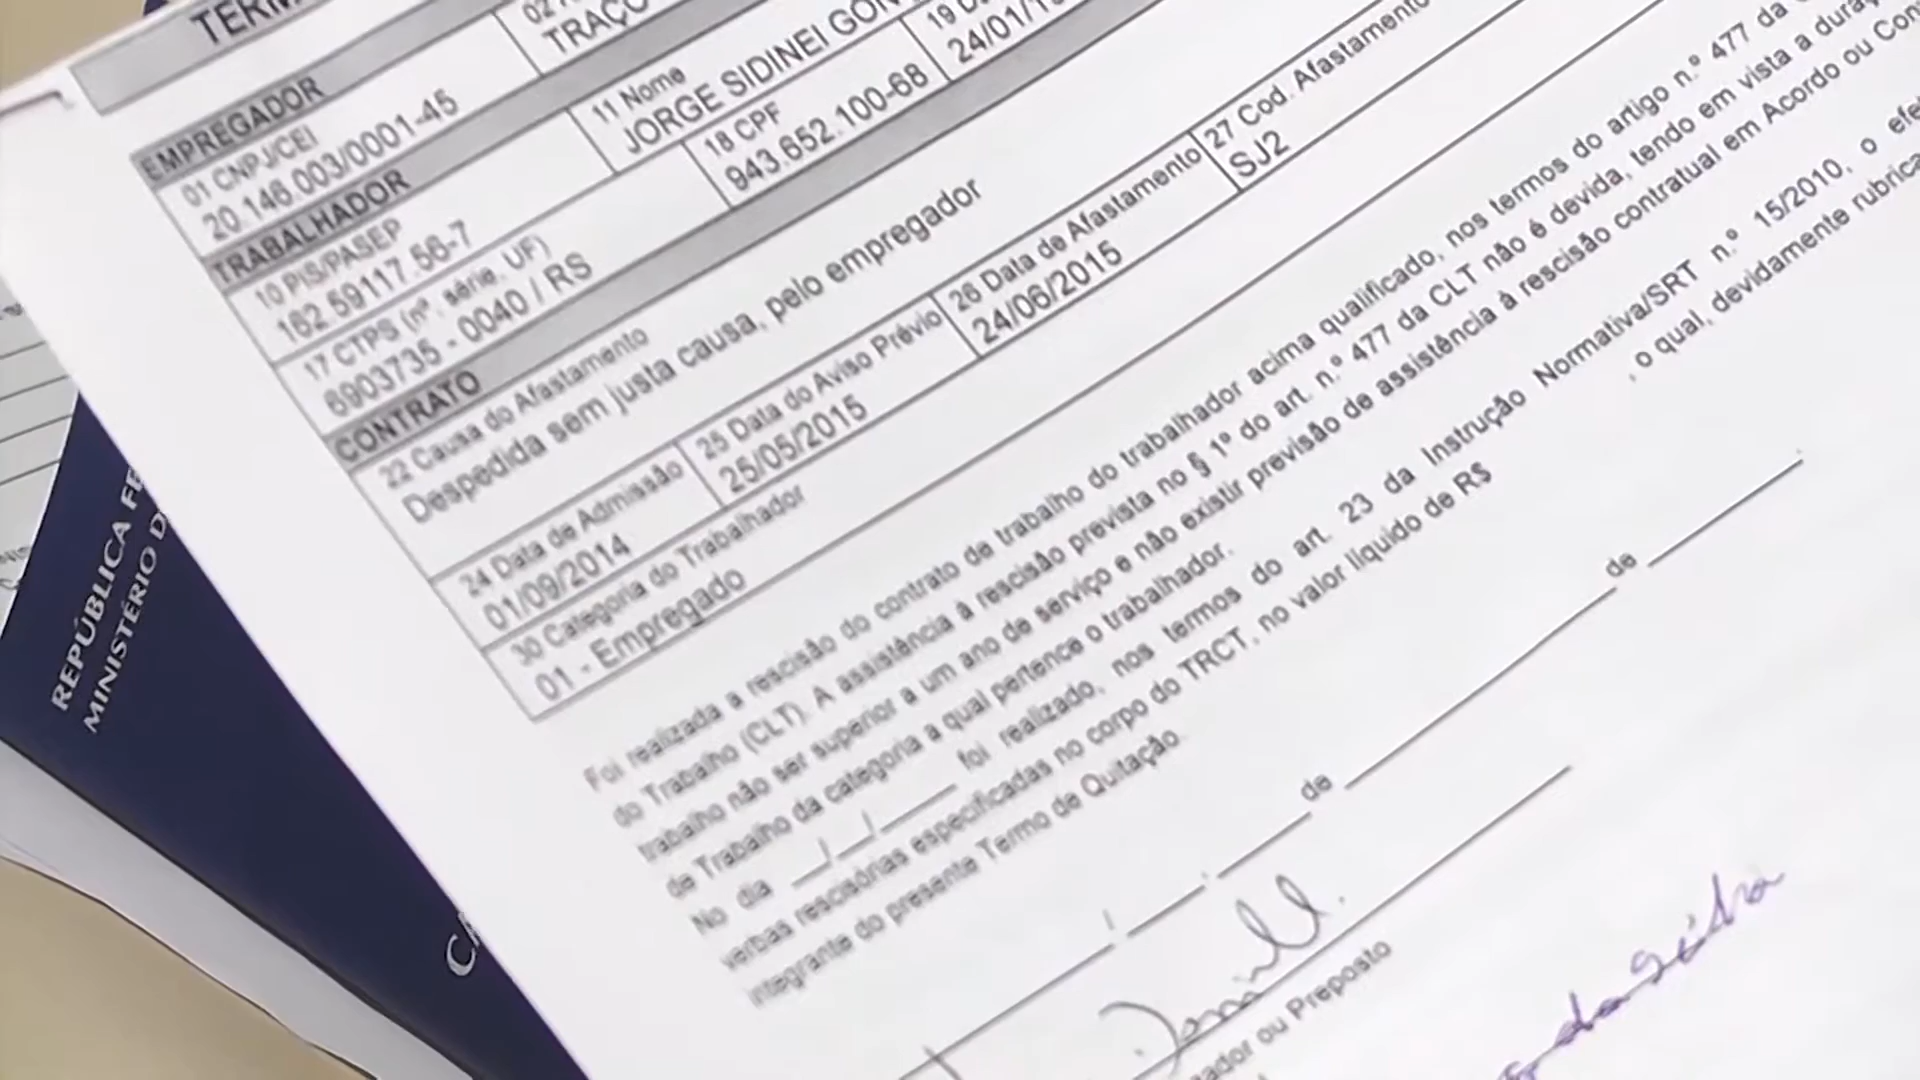 TERM
EMPREGADOR
01 CNPJ/CEI
20.146.003/0001-45
02
TRAÇO
TRABALHADOR
10 PIS/PASEP
162.59117.56-7
11 Nome
JORGE SIDINEI GON
17 CTPS (nº, série, UF)
6903735 - 0040 / RS
18 CPF
943.652.100-68
19 D
24/01/1
CONTRATO
22 Causa do Afastamento
Despedida sem justa causa, pelo empregador
24 Data de Admissão
01/09/2014
25 Data do Aviso Prévio
25/05/2015
26 Data de Afastamento
24/06/2015
27 Cod. Afastamento
SJ2
30 Categoria do Trabalhador
01 - Empregado
Foi realizada a rescisão do contrato de trabalho do trabalhador acima qualificado, nos termos do artigo n.º 477 da
do Trabalho (CLT). A assistência à rescisão prevista no § 1º do art. n.º 477 da CLT não é devida, tendo em vista a duraç
trabalho não ser superior a um ano de serviço e não existir previsão de assistência à rescisão contratual em Acordo ou Con
de Trabalho da categoria a qual pertence o trabalhador.
No dia __/__/____ foi realizado, nos termos do art. 23 da Instrução Normativa/SRT n.º 15/2010, o efe
verbas rescisórias especificadas no corpo do TRCT, no valor líquido de R$ , o qual, devidamente rubrica
integrante do presente Termo de Quitação.
/ , de de
ador ou Preposto
da Silva
REPÚBLICA FE
MINISTÉRIO D
CA